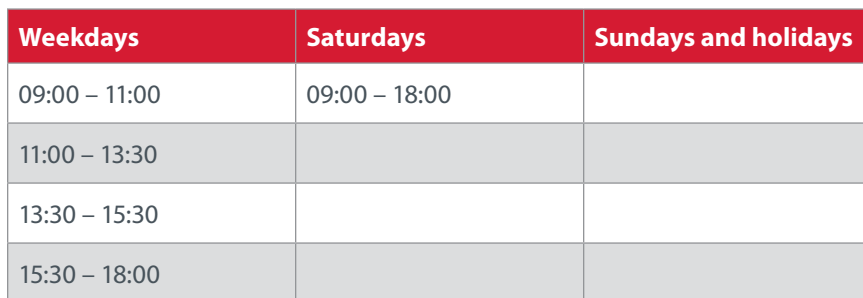 Weekdays Saturdays Sundays and holidays
09:00 – 11:00 09:00 – 18:00
11:00 – 13:30
13:30 – 15:30
15:30 – 18:00